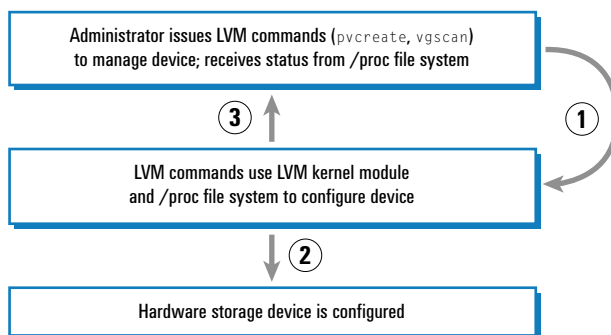 Administrator issues LVM commands (pvcreate, vgscan)
to manage device; receives status from /proc file system
3
1
LVM commands use LVM kernel module
and /proc file system to configure device
2
Hardware storage device is configured